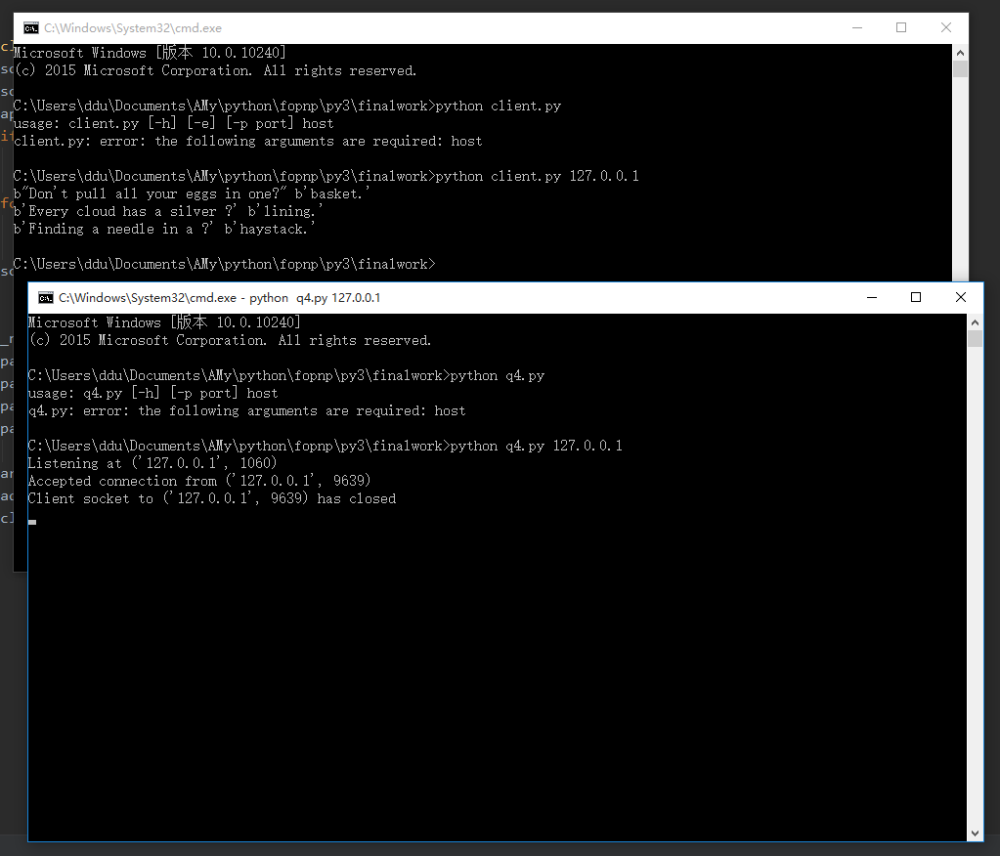 C:\Windows\System32\cmd.exe
Microsoft Windows [版本 10.0.10240]
(c) 2015 Microsoft Corporation. All rights reserved.
C:\Users\ddu\Documents\AMy\python\fopnp\py3\finalwork>python client.py
usage: client.py [-h] [-e] [-p port] host
client.py: error: the following arguments are required: host
C:\Users\ddu\Documents\AMy\python\fopnp\py3\finalwork>python client.py 127.0.0.1
b"Don't pull all your eggs in one?" b'basket.'
b'Every cloud has a silver ?' b'lining.'
b'Finding a needle in a ?' b'haystack.'
C:\Users\ddu\Documents\AMy\python\fopnp\py3\finalwork>
C:\Windows\System32\cmd.exe - python  q4.py 127.0.0.1
Microsoft Windows [版本 10.0.10240]
(c) 2015 Microsoft Corporation. All rights reserved.
C:\Users\ddu\Documents\AMy\python\fopnp\py3\finalwork>python q4.py
usage: q4.py [-h] [-p port] host
q4.py: error: the following arguments are required: host
C:\Users\ddu\Documents\AMy\python\fopnp\py3\finalwork>python q4.py 127.0.0.1
Listening at ('127.0.0.1', 1060)
Accepted connection from ('127.0.0.1', 9639)
Client socket to ('127.0.0.1', 9639) has closed